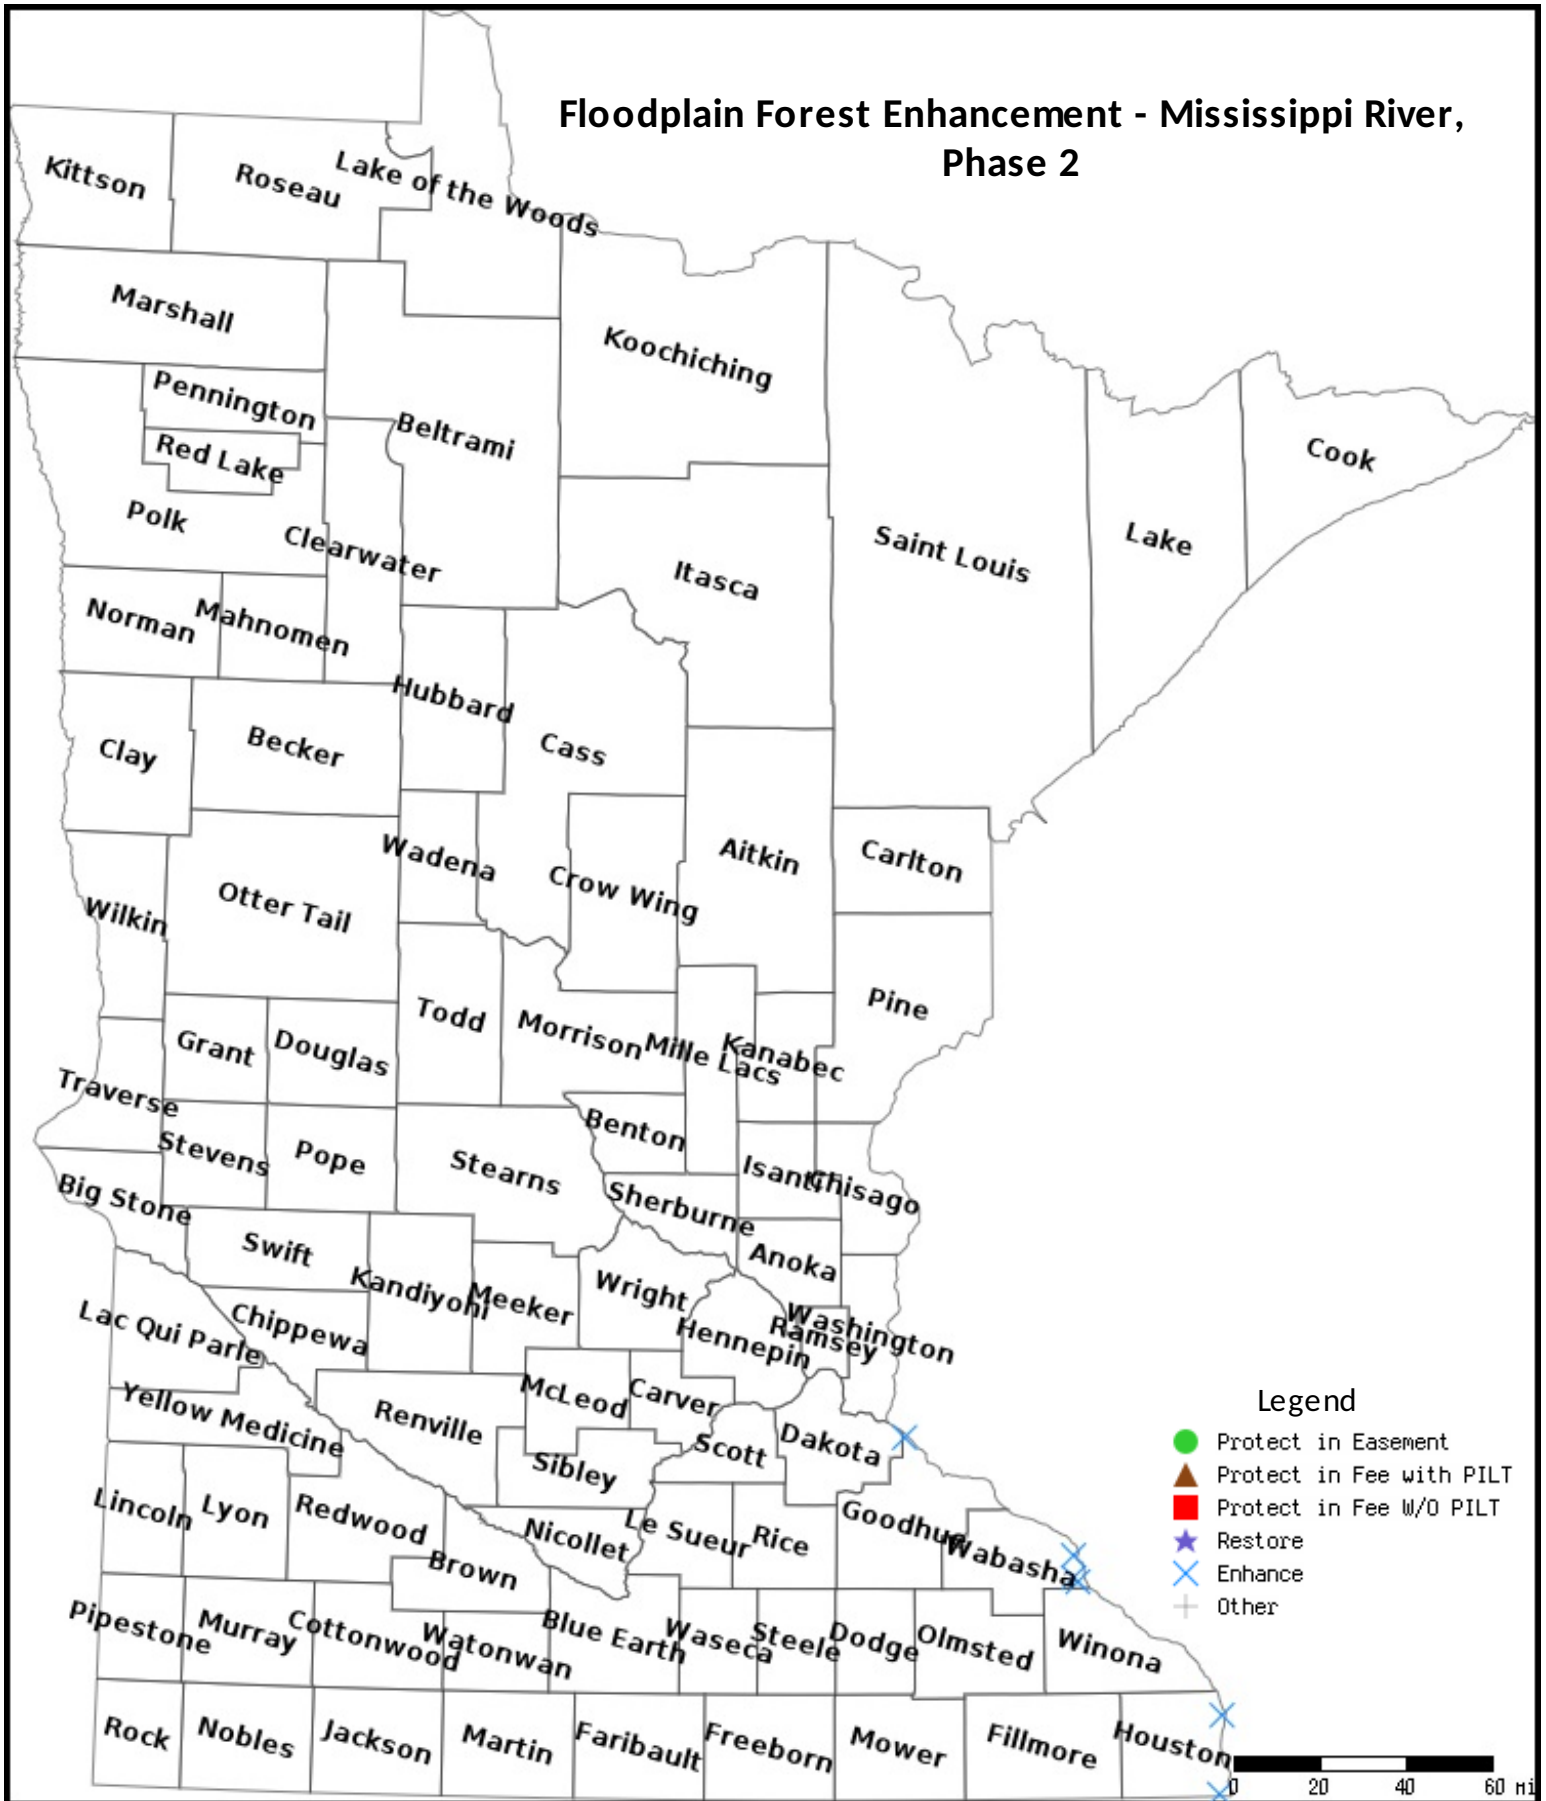 Floodplain Forest Enhancement - Mississippi River,
Phase 2
Kittson
Roseau
Lake of the Woods
Marshall
Koochiching
Pennington
Beltrami
Red Lake
Cook
Polk
Clearwater
Saint Louis
Lake
Itasca
Norman
Mahnomen
Hubbard
Clay
Becker
Cass
Wadena
Aitkin
Carlton
Otter Tail
Crow Wing
Wilkin
Pine
Todd
Morrison
Mille Lacs
Kanabec
Grant
Douglas
Traverse
Benton
Stevens
Pope
Stearns
Isanti
Chisago
Big Stone
Sherburne
Swift
Anoka
Kandiyohi
Meeker
Wright
Lac Qui Parle
Chippewa
Hennepin
Ramsey
Washington
McLeod
Carver
Yellow Medicine
Renville
Scott
Dakota
Sibley
Lincoln
Lyon
Redwood
Nicollet
Le Sueur
Rice
Goodhue
Wabasha
Brown
Pipestone
Murray
Cottonwood
Watonwan
Blue Earth
Waseca
Steele
Dodge
Olmsted
Winona
Rock
Nobles
Jackson
Martin
Faribault
Freeborn
Mower
Fillmore
Houston
Legend
Protect in Easement
Protect in Fee with PILT
Protect in Fee W/O PILT
Restore
Enhance
Other
0 20 40 60 mi